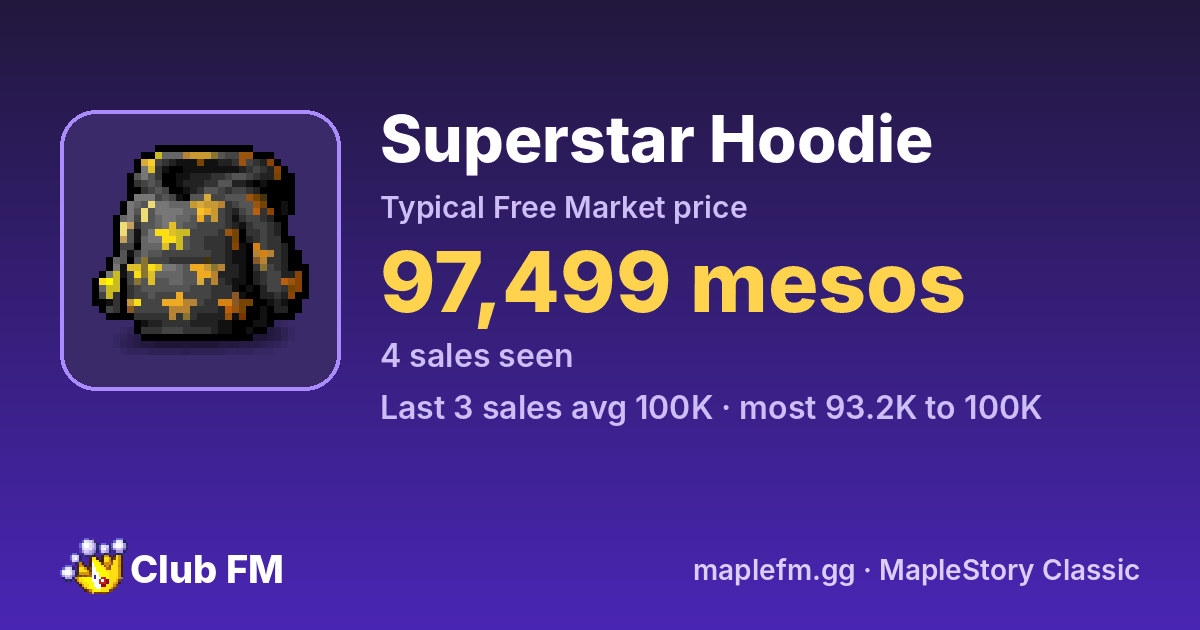 Superstar Hoodie
Typical Free Market price
97,499 mesos
4 sales seen
Last 3 sales avg 100K · most 93.2K to 100K
Club FM
maplefm.gg · MapleStory Classic